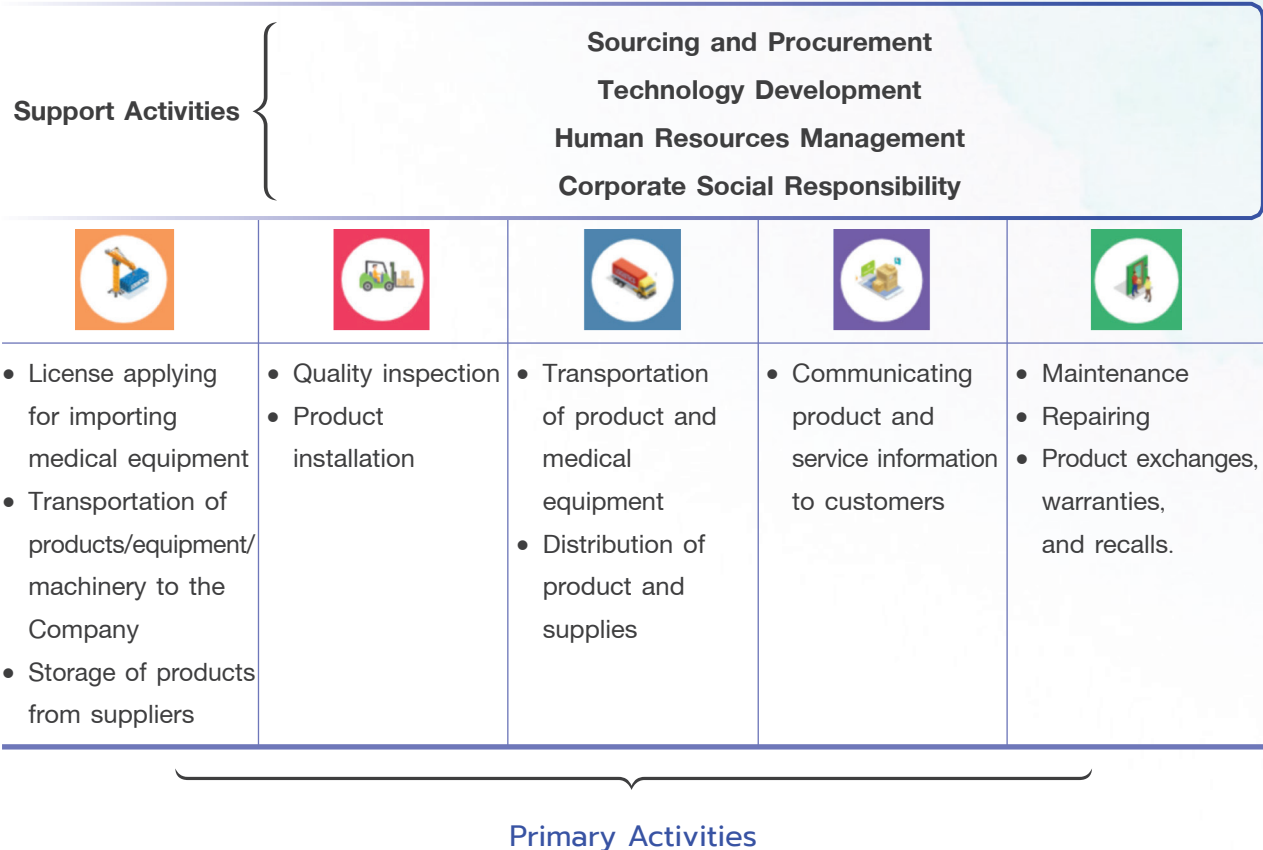 Support Activities
Sourcing and Procurement
Technology Development
Human Resources Management
Corporate Social Responsibility
• License applying
for importing
medical equipment
• Transportation of
products/equipment/
machinery to the
Company
• Storage of products
from suppliers
• Quality inspection
• Product
installation
• Transportation
of product and
medical
equipment
• Distribution of
product and
supplies
• Communicating
product and
service information
to customers
• Maintenance
• Repairing
• Product exchanges,
warranties,
and recalls.
Primary Activities